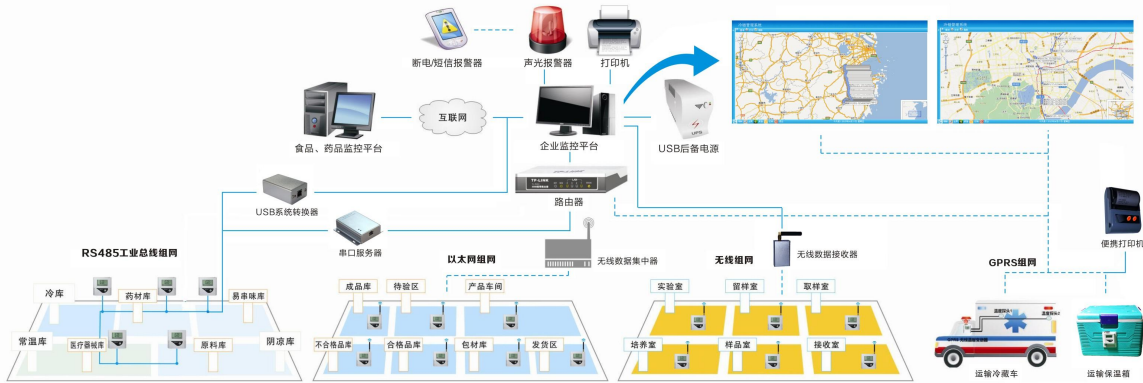 断电/短信报警器
声光报警器
打印机
互联网
食品、药品监控平台
企业监控平台
UPS
USB后备电源
TP-LINK
路由器
USB系统转换器
串口服务器
无线数据集中器
无线数据接收器
便携打印机
RS485工业总线组网
以太网组网
无线组网
GPRS组网
冷库
药材库
易串味库
常温库
医疗器械库
原料库
阴凉库
成品库
待验区
产品车间
不合格品库
合格品库
包材库
发货区
实验室
留样室
取样室
培养室
样品室
接收室
运输冷藏车
运输保温箱